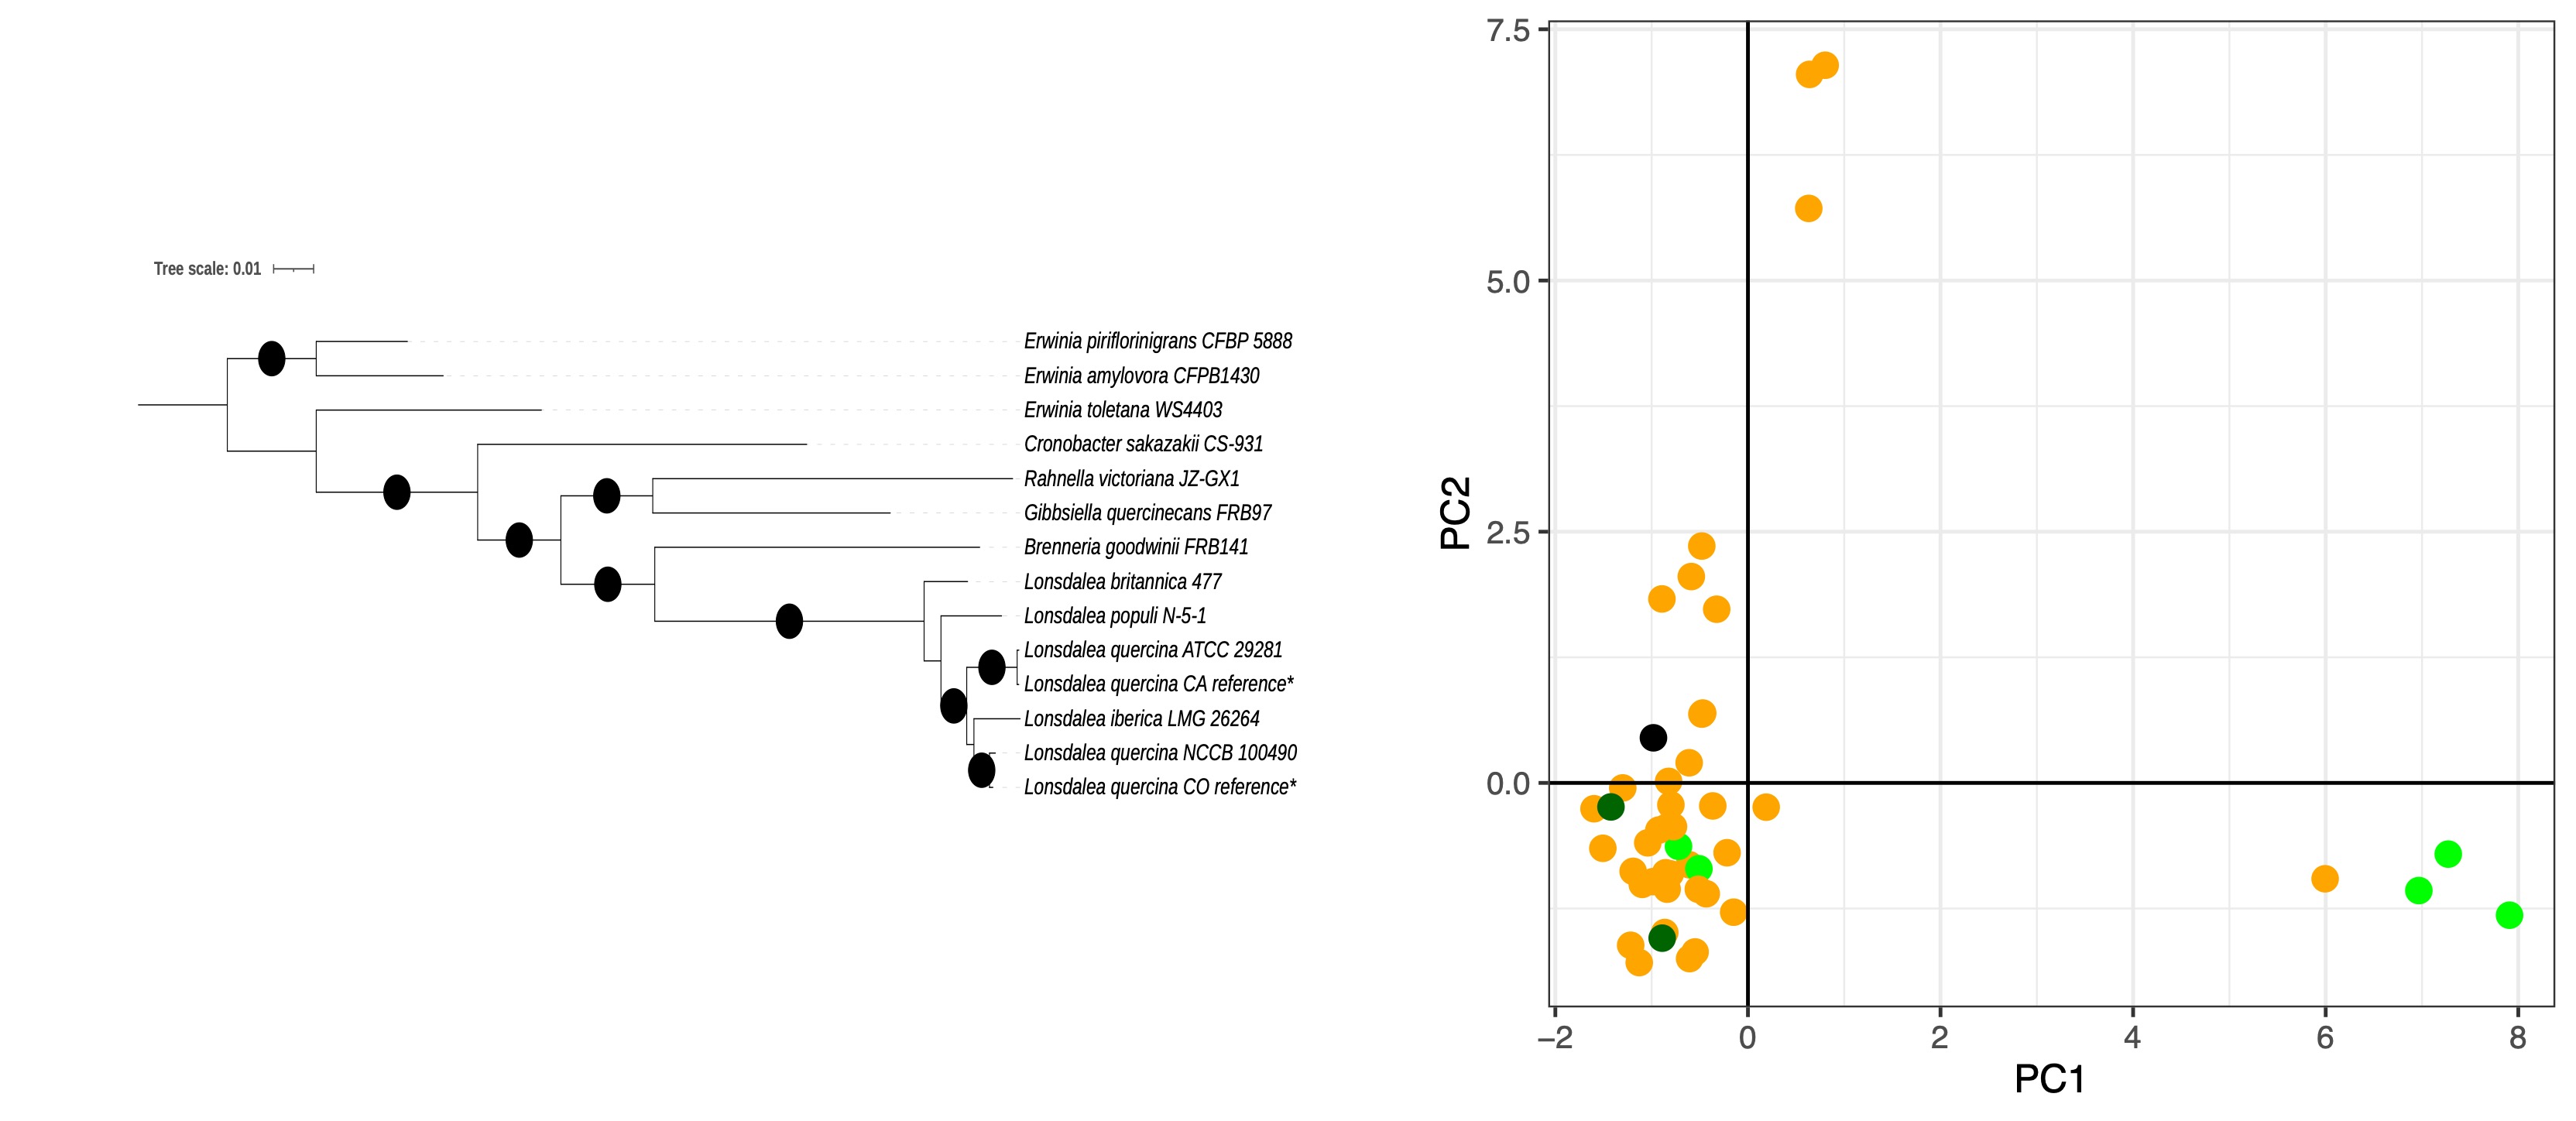 Tree scale: 0.01
Erwinia piriflorinigrans CFBP 5888
Erwinia amylovora CFPB1430
Erwinia toletana WS4403
Cronobacter sakazakii CS-931
Rahnella victoriana JZ-GX1
Gibbsiella quercinecans FRB97
Brenneria goodwinii FRB141
Lonsdalea britannica 477
Lonsdalea populi N-5-1
Lonsdalea quercina ATCC 29281
Lonsdalea quercina CA reference*
Lonsdalea iberica LMG 26264
Lonsdalea quercina NCCB 100490
Lonsdalea quercina CO reference*
7.5
5.0
2.5
0.0
PC2
−2 0 2 4 6 8
PC1